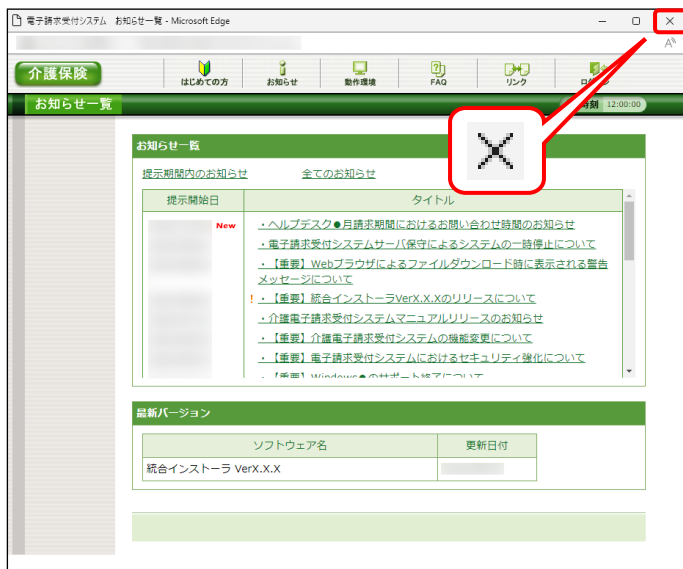 電子請求受付システム お知らせ一覧 - Microsoft Edge
介護保険
はじめての方
お知らせ
動作環境
FAQ
リンク
お知らせ一覧
12:00:00
お知らせ一覧
提示期間内のお知らせ 全てのお知らせ
提示開始日 タイトル
New ・ヘルプデスク●月請求期間におけるお問い合わせ時間のお知らせ
・電子請求受付システムサーバ保守によるシステムの一時停止について
・【重要】Webブラウザによるファイルダウンロード時に表示される警告
メッセージについて
! ・【重要】統合インストーラVerX.X.Xのリリースについて
・介護電子請求受付システムマニュアルリリースのお知らせ
・【重要】介護電子請求受付システムの機能変更について
・【重要】電子請求受付システムにおけるセキュリティ強化について
・【重要】Windows●のサポート終了について
最新バージョン
ソフトウェア名 更新日付
統合インストーラ VerX.X.X